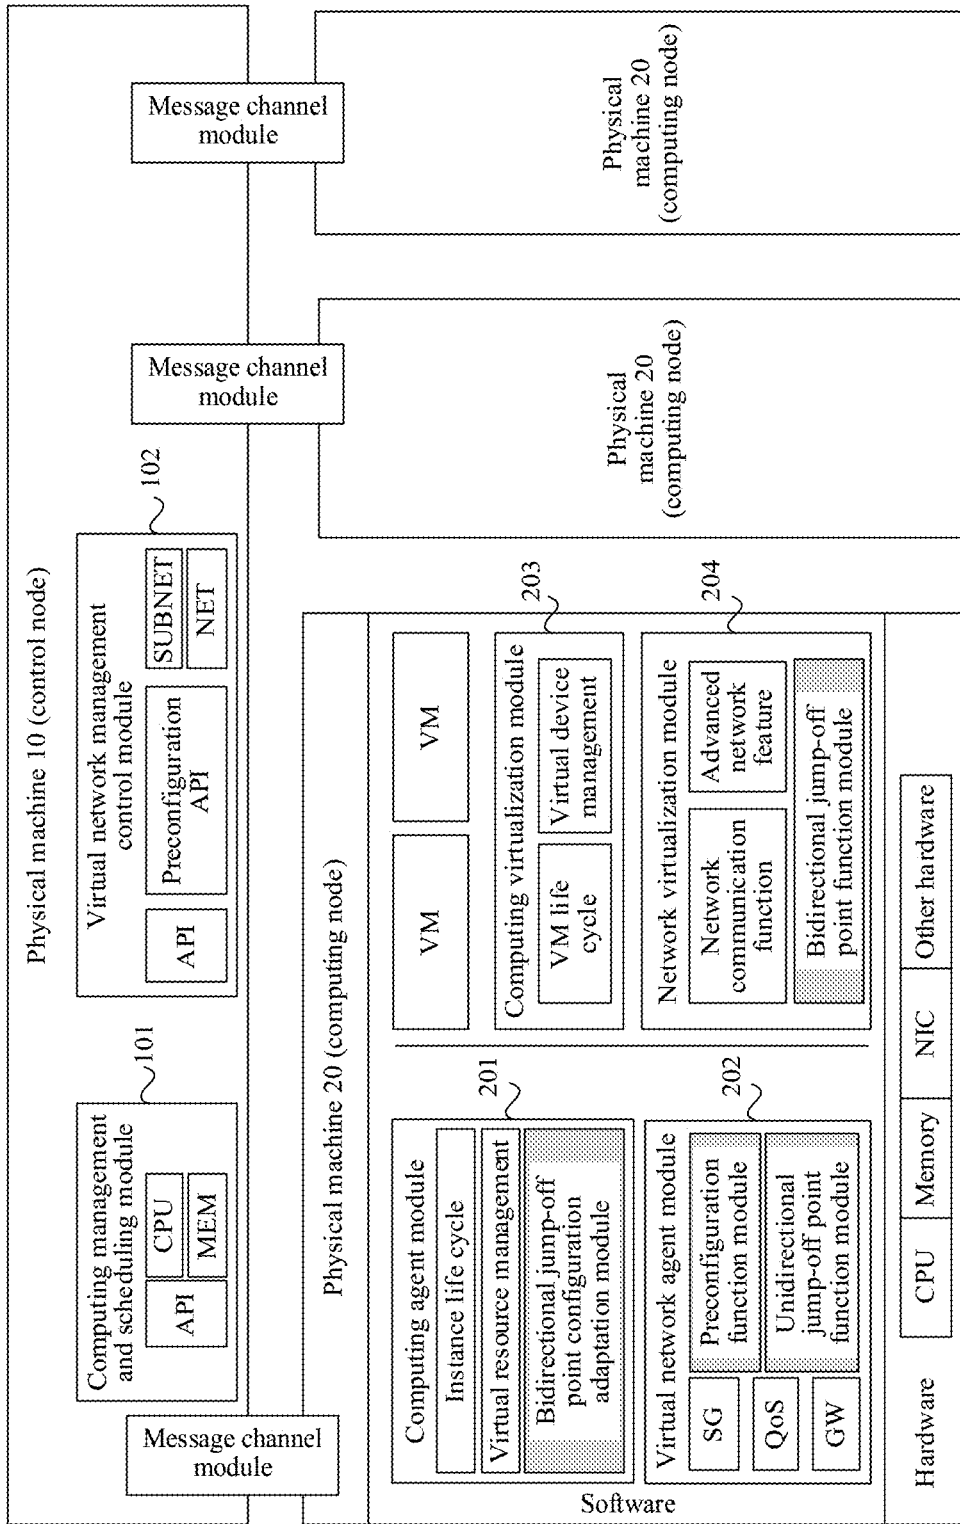 Physical machine 10 (control node)
Computing management
and scheduling module
API
CPU
MEM
101
Virtual network management
control module
API
Preconfiguration
API
SUBNET
NET
102
Message channel
module
Message channel
module
Message channel
module
Physical machine 20 (computing node)
Software
Computing agent module
Instance life cycle
Virtual resource management
Bidirectional jump-off
point configuration
adaptation module
201
Virtual network agent module
SG
QoS
GW
Preconfiguration
function module
Unidirectional
jump-off point
function module
202
VM
VM
Computing virtualization module
VM life
cycle
Virtual device
management
203
Network virtualization module
Network
communication
function
Advanced
network
feature
Bidirectional jump-off
point function module
204
Hardware
CPU
Memory
NIC
Other hardware
Physical
machine 20
(computing node)
Physical
machine 20
(computing node)